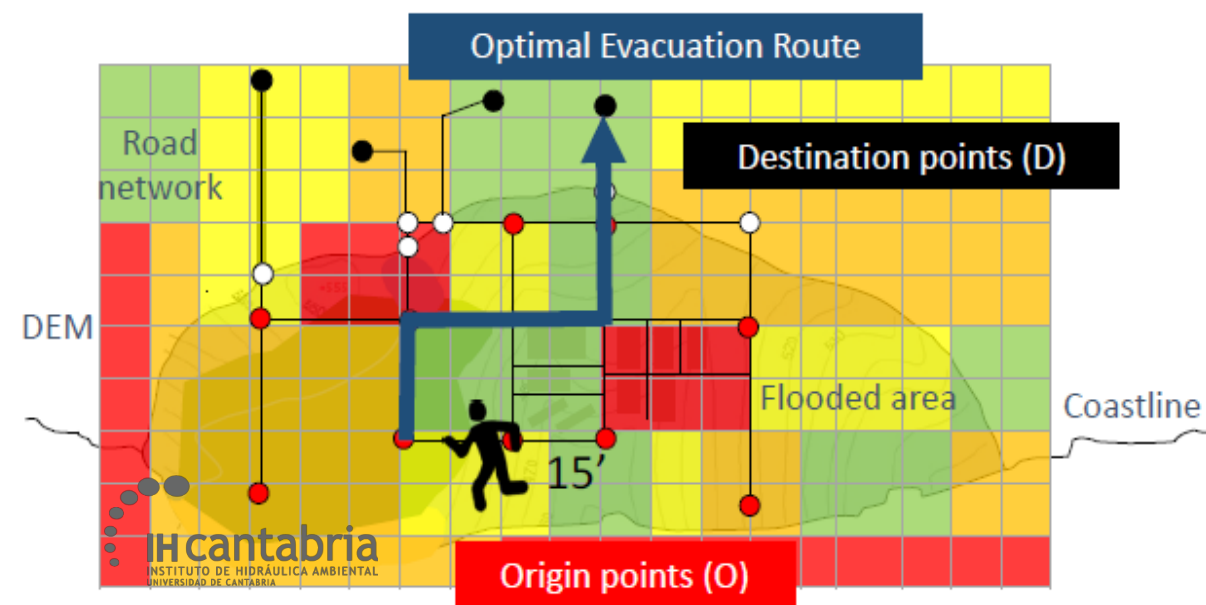 Optimal Evacuation Route
Road
network
Destination points (D)
DEM
Flooded area
Coastline
15’
IHcantabria
INSTITUTO DE HIDRÁULICA AMBIENTAL
UNIVERSIDAD DE CANTABRIA
Origin points (O)